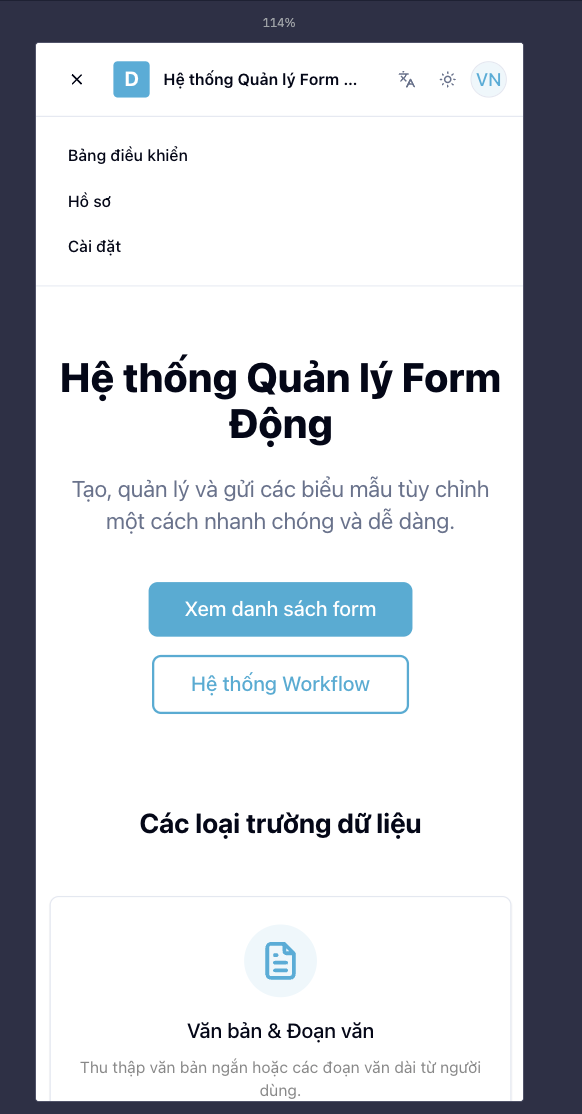 114%
D Hệ thống Quản lý Form ... VN
Bảng điều khiển
Hồ sơ
Cài đặt
Hệ thống Quản lý Form
Động
Tạo, quản lý và gửi các biểu mẫu tùy chỉnh
một cách nhanh chóng và dễ dàng.
Xem danh sách form
Hệ thống Workflow
Các loại trường dữ liệu
Văn bản & Đoạn văn
Thu thập văn bản ngắn hoặc các đoạn văn dài từ người
dùng.